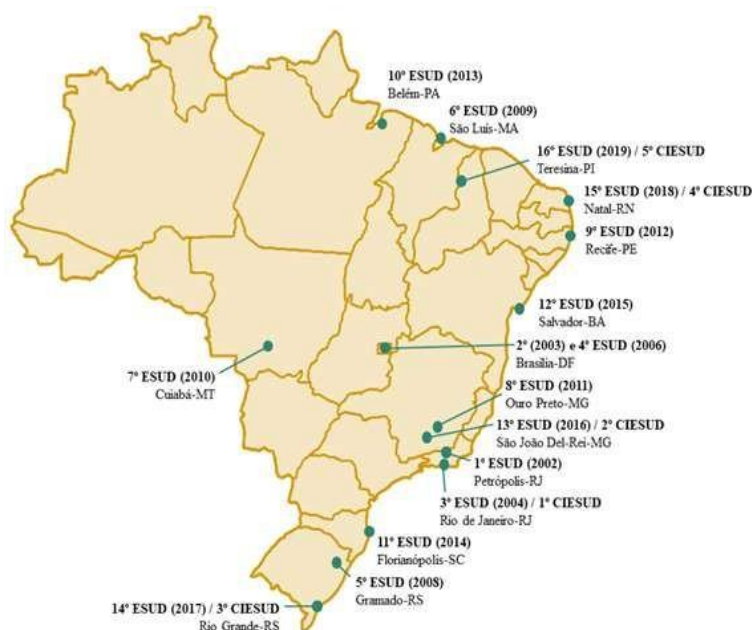 10º ESUD (2013)
Belém-PA
6º ESUD (2009)
São Luís-MA
16º ESUD (2019) / 5º CIESUD
Teresina-PI
15º ESUD (2018) / 4º CIESUD
Natal-RN
9º ESUD (2012)
Recife-PE
12º ESUD (2015)
Salvador-BA
2º (2003) e 4º ESUD (2006)
Brasília-DF
7º ESUD (2010)
Cuiabá-MT
8º ESUD (2011)
Ouro Preto-MG
13º ESUD (2016) / 2º CIESUD
São João Del-Rei-MG
1º ESUD (2002)
Petrópolis-RJ
3º ESUD (2004) / 1º CIESUD
Rio de Janeiro-RJ
11º ESUD (2014)
Florianópolis-SC
5º ESUD (2008)
Gramado-RS
14º ESUD (2017) / 3º CIESUD
Rio Grande-RS